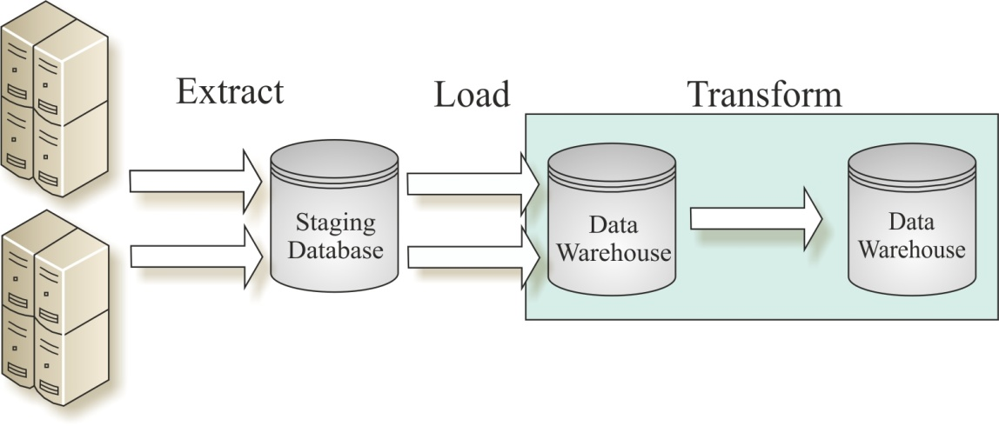 Extract
Load
Transform
Staging
Database
Data
Warehouse
Data
Warehouse